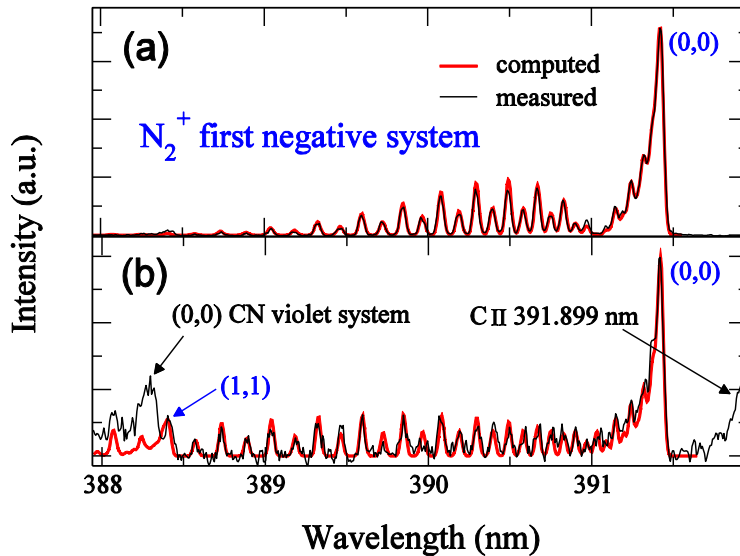 (a)
(0,0)
computed
measured
N₂⁺ first negative system
Intensity (a.u.)
(b)
(0,0)
(0,0) CN violet system
C II 391.899 nm
(1,1)
388 389 390 391
Wavelength (nm)